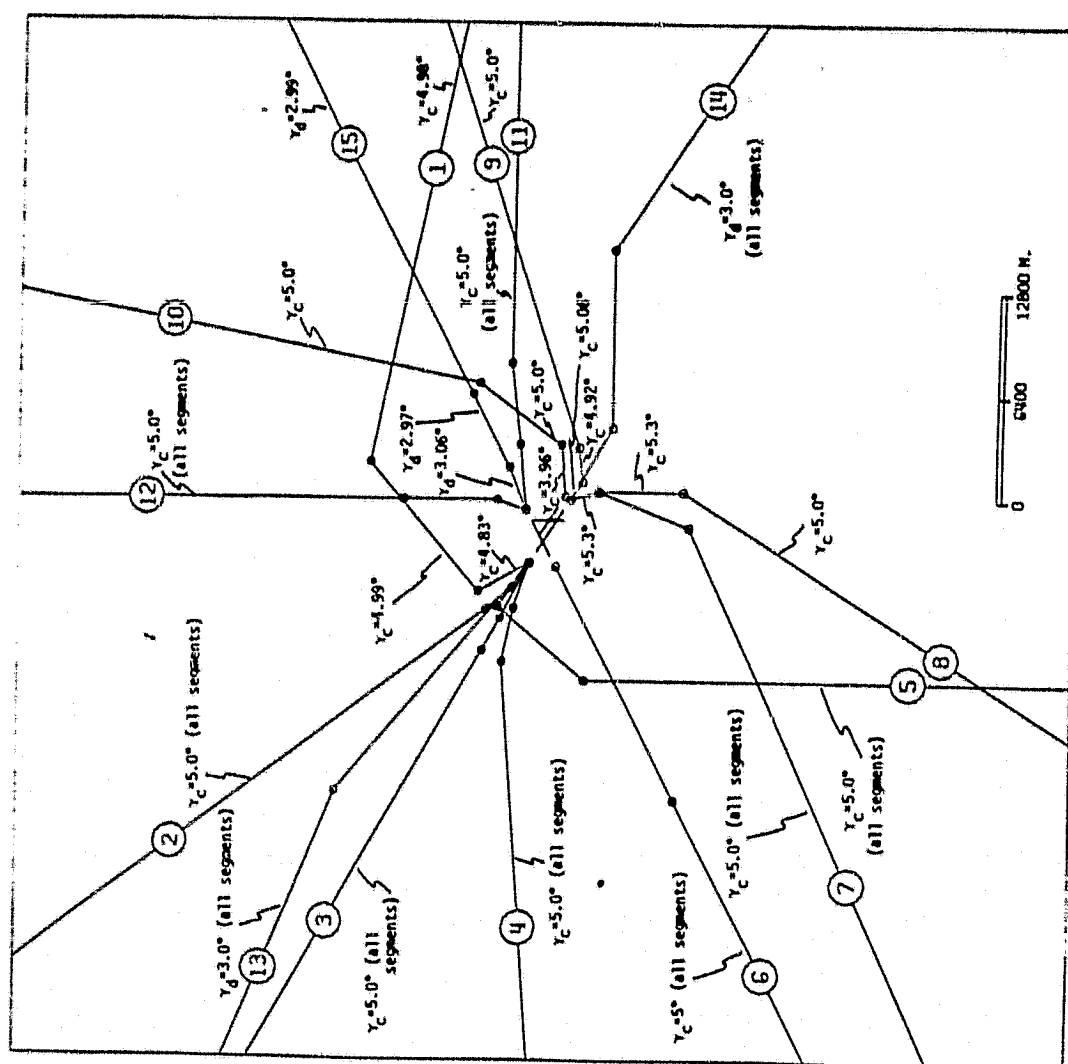 γd=2.99°
15
γc=4.98°
1
γc=5.0°
9
11
14
γd=3.0°
(all segments)
γc=5.0°
(all segments)
10
γc=5.0°
12
γc=5.0°
(all segments)
γd=2.97°
γd=3.06°
γc=5.0°
γc=5.08°
γc=4.92°
γc=3.96°
γc=5.3°
γc=5.3°
0
6400
12800 M.
γc=4.83°
γc=4.99°
γc=5.0°
8
5
γc=5.0°
(all segments)
γc=5.0° (all segments)
2
γd=3.0° (all segments)
13
3
γc=5.0° (all
segments)
4
γc=5.0° (all segments)
γc=5.0° (all segments)
7
γc=5° (all segments)
6